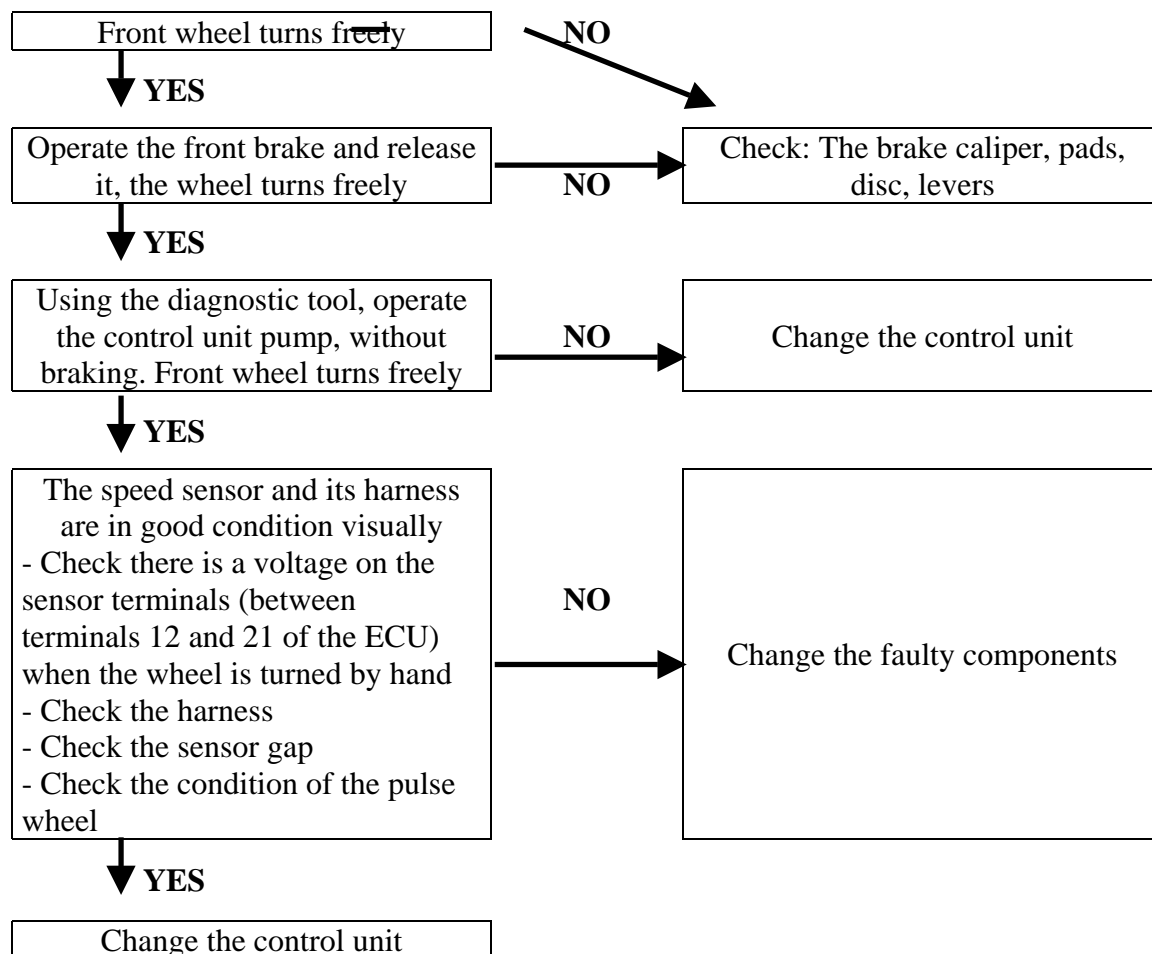 Front wheel turns freely
NO
YES
Operate the front brake and release
it, the wheel turns freely
NO
Check: The brake caliper, pads,
disc, levers
YES
Using the diagnostic tool, operate
the control unit pump, without
braking. Front wheel turns freely
NO
Change the control unit
YES
The speed sensor and its harness
are in good condition visually
- Check there is a voltage on the
sensor terminals (between
terminals 12 and 21 of the ECU)
when the wheel is turned by hand
- Check the harness
- Check the sensor gap
- Check the condition of the pulse
wheel
NO
Change the faulty components
YES
Change the control unit